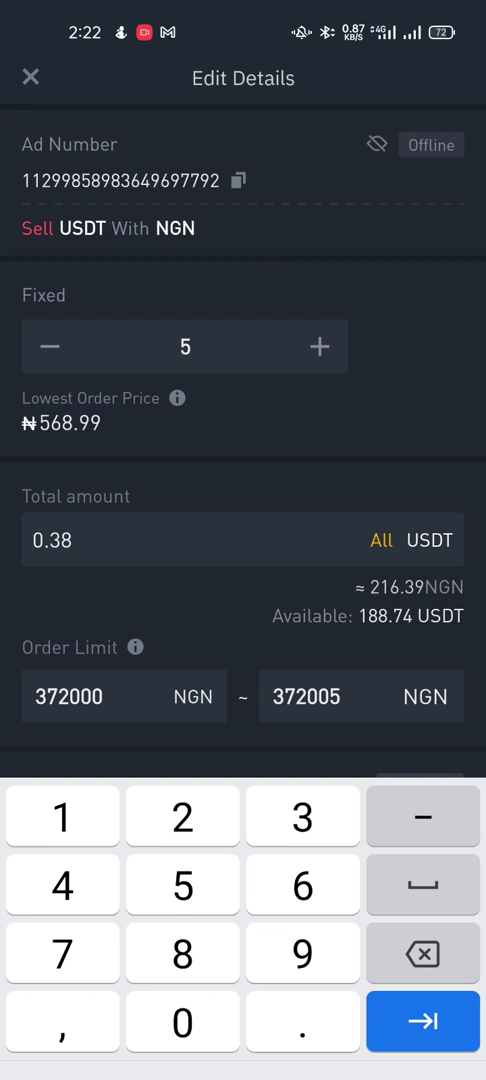 2:22 0.87 KB/S 4G 72
Edit Details
Ad Number Offline
11299858983649697792
Sell USDT With NGN
Fixed
− 5 +
Lowest Order Price
₦568.99
Total amount
0.38 All USDT
≈ 216.39NGN
Available: 188.74 USDT
Order Limit
372000 NGN ~ 372005 NGN
1 2 3 −
4 5 6
7 8 9
, 0 .